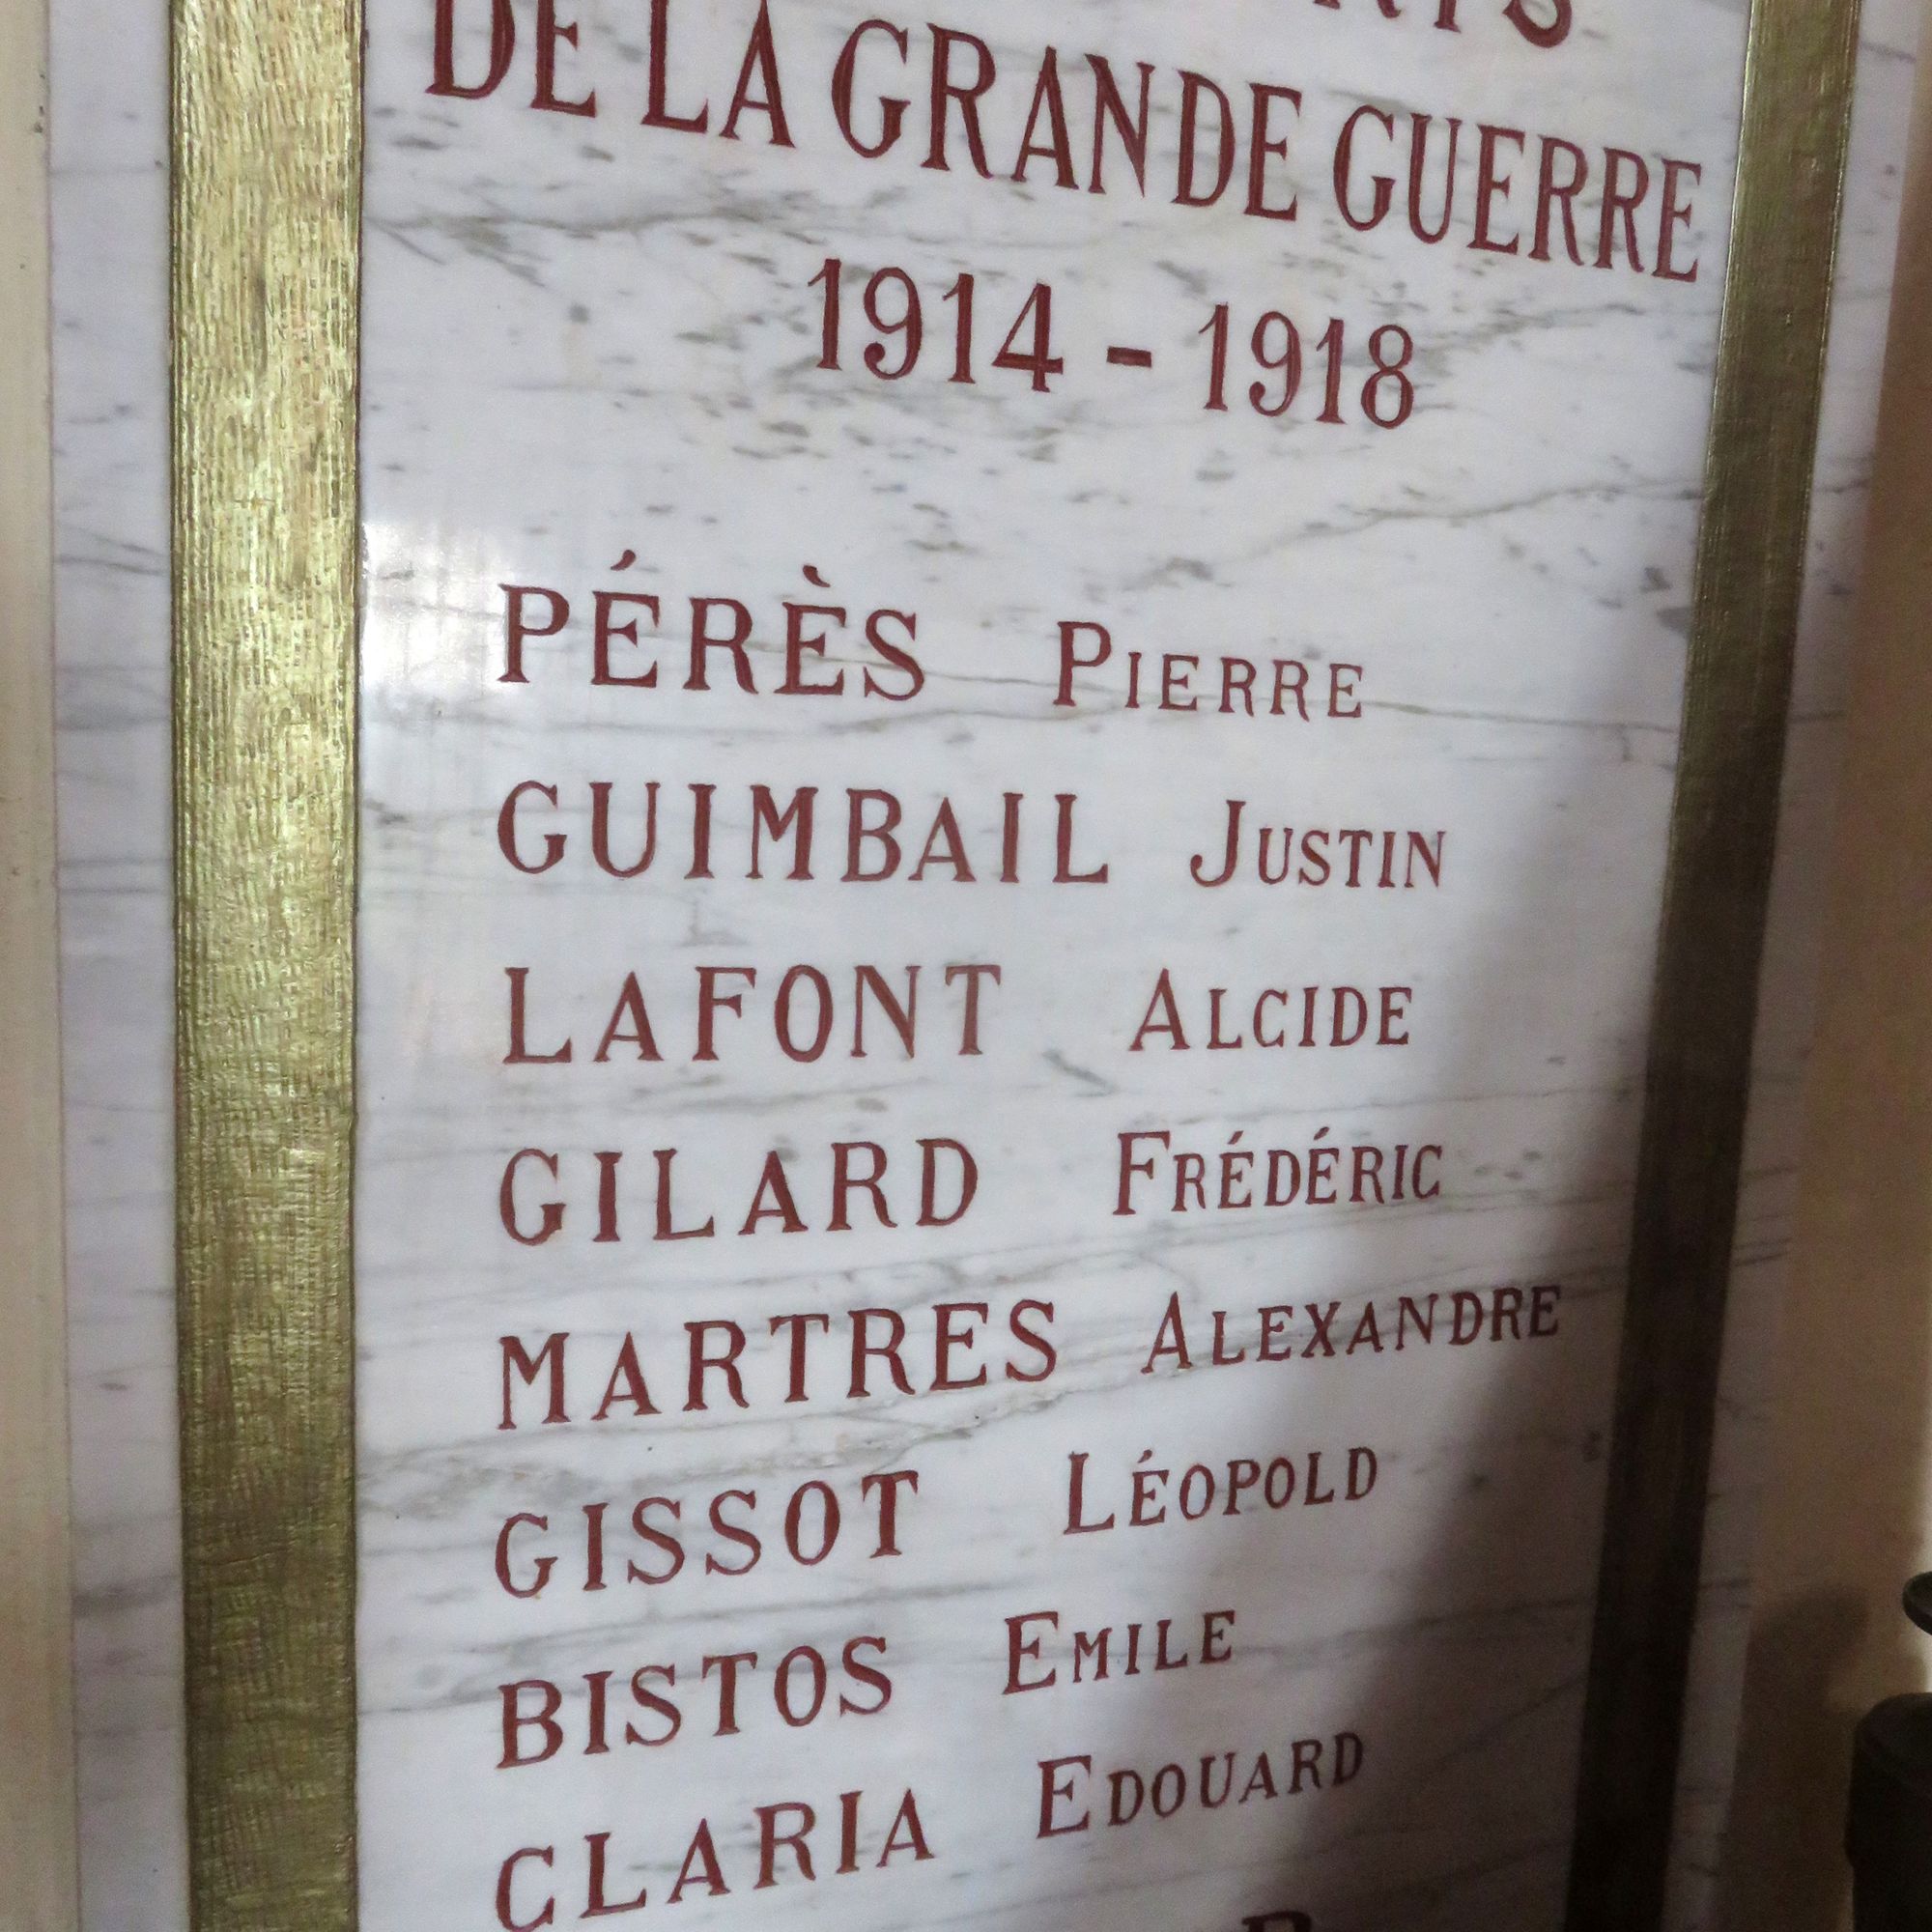 DE LA GRANDE GUERRE
1914 - 1918
PÉRÈS PIERRE
GUIMBAIL JUSTIN
LAFONT ALCIDE
GILARD FRÉDÉRIC
MARTRES ALEXANDRE
GISSOT LÉOPOLD
BISTOS EMILE
CLARIA EDOUARD